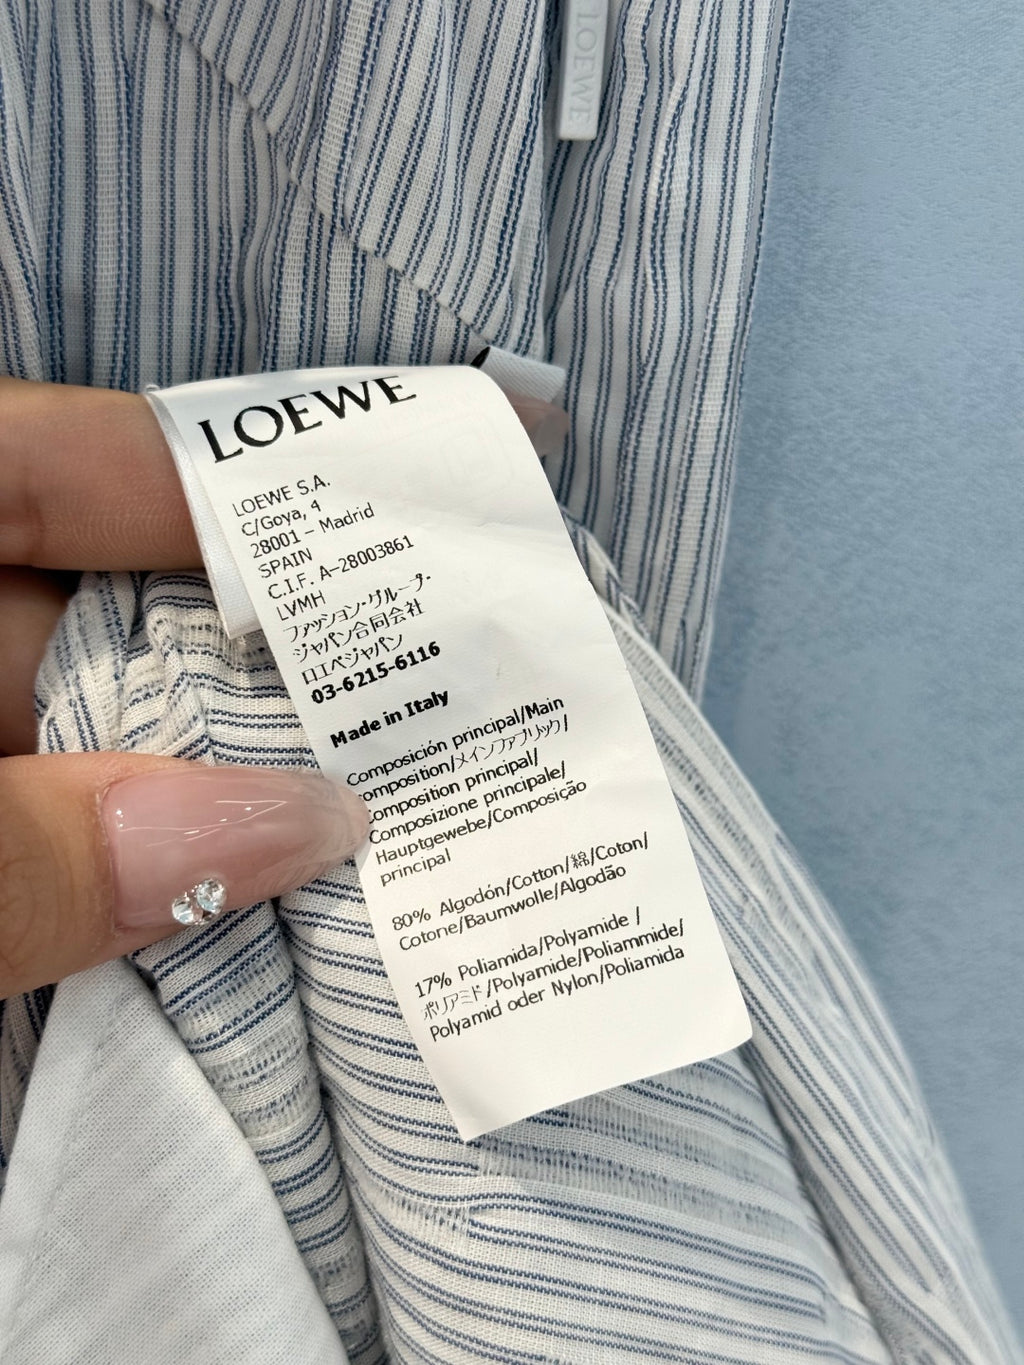 LOEWE
LOEWE
LOEWE S.A.
C/Goya, 4
28001 - Madrid
SPAIN
C.I.F. A-28003861
LVMH
ファッション・グループ・
ジャパン合同会社
ロエベジャパン
03-6215-6116
Made in Italy
Composición principal/Main
composition/メインファブリック/
Composition principal/
Composizione principale/
Hauptgewebe/Composição
principal
80% Algodón/Cotton/綿/Coton/
Cotone/Baumwolle/Algodão
17% Poliamida/Polyamide /
ポリアミド/Polyamide/Poliammide/
Polyamid oder Nylon/Poliamida